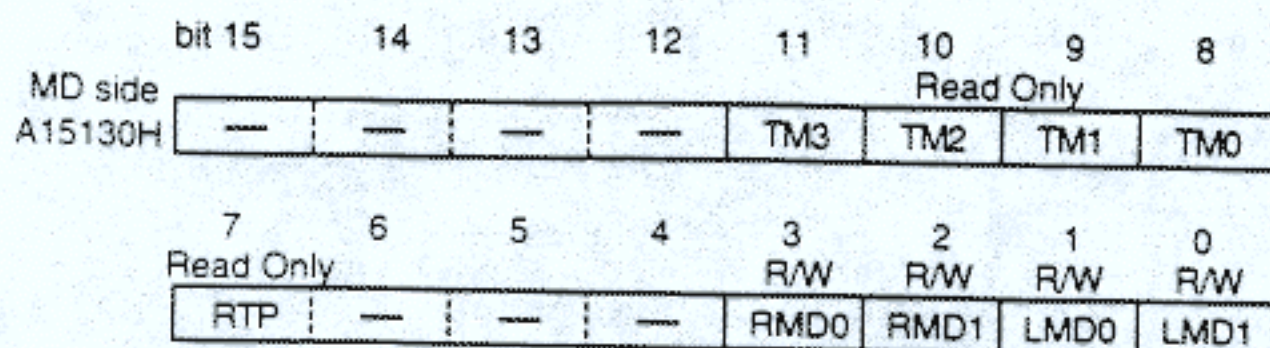 bit 15 14 13 12 11 10 9 8
MD side Read Only
A15130H — — — — TM3 TM2 TM1 TM0
7 6 5 4 3 2 1 0
Read Only R/W R/W R/W R/W
RTP — — — RMD0 RMD1 LMD0 LMD1